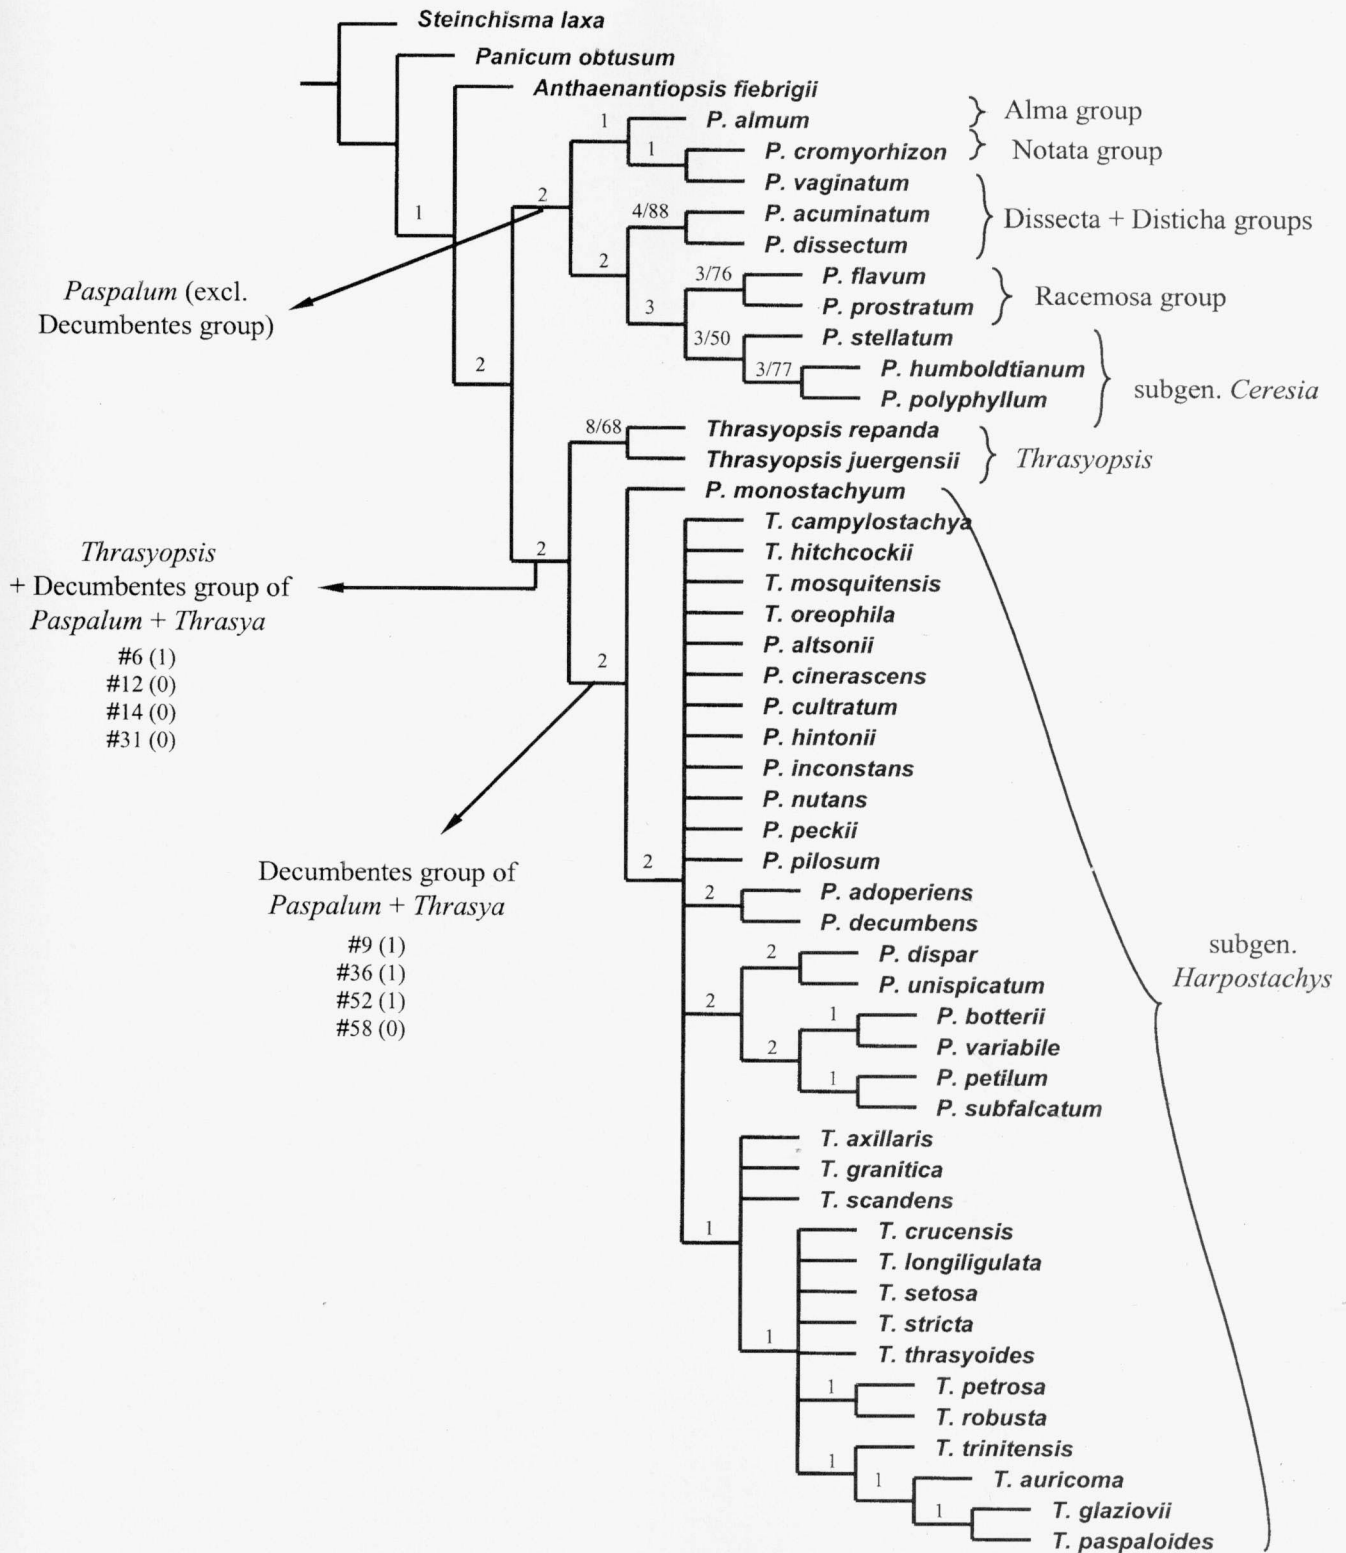 Steinchisma laxa
Panicum obtusum
Anthaenantiopsis fiebrigii
1
P. almum
Alma group
1
P. cromyorhizon
Notata group
P. vaginatum
2
4/88
P. acuminatum
Dissecta + Disticha groups
1
P. dissectum
2
3/76
P. flavum
Paspalum (excl.
Decumbentes group)
Racemosa group
3
P. prostratum
3/50
P. stellatum
2
3/77
P. humboldtianum
subgen. Ceresia
P. polyphyllum
8/68
Thrasyopsis repanda
Thrasyopsis juergensii
Thrasyopsis
P. monostachyum
T. campylostachya
2
Thrasyopsis
+ Decumbentes group of
Paspalum + Thrasya
#6 (1)
#12 (0)
#14 (0)
#31 (0)
T. hitchcockii
T. mosquitensis
T. oreophila
P. altsonii
2
P. cinerascens
P. cultratum
P. hintonii
P. inconstans
P. nutans
P. peckii
2
P. pilosum
Decumbentes group of
Paspalum + Thrasya
#9 (1)
#36 (1)
#52 (1)
#58 (0)
2
P. adoperiens
P. decumbens
subgen.
Harpostachys
2
P. dispar
P. unispicatum
2
1
P. botterii
2
P. variabile
1
P. petilum
P. subfalcatum
T. axillaris
T. granitica
T. scandens
1
T. crucensis
T. longiligulata
T. setosa
T. stricta
1
T. thrasyoides
1
T. petrosa
T. robusta
1
T. trinitensis
1
T. auricoma
1
T. glaziovii
T. paspaloides